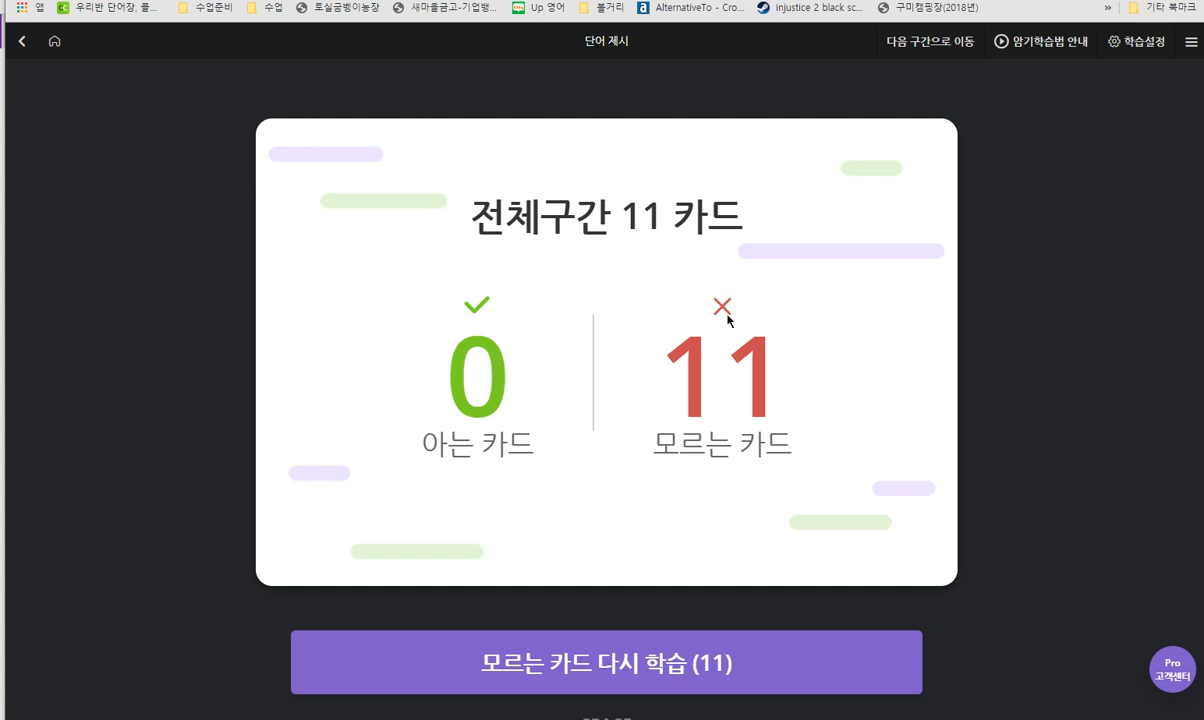 앱 우리반 단어장, 클... 수업준비 수업 토실굼벵이농장 새마을금고-기업뱅... Up 영어 볼거리 AlternativeTo - Cro... injustice 2 black sc... 구미캠핑장(2018년) » 기타 북마크
단어 제시 다음 구간으로 이동 암기학습법 안내 학습설정
전체구간 11 카드
0 11
아는 카드 모르는 카드
모르는 카드 다시 학습 (11)
Pro
고객센터
SPACE